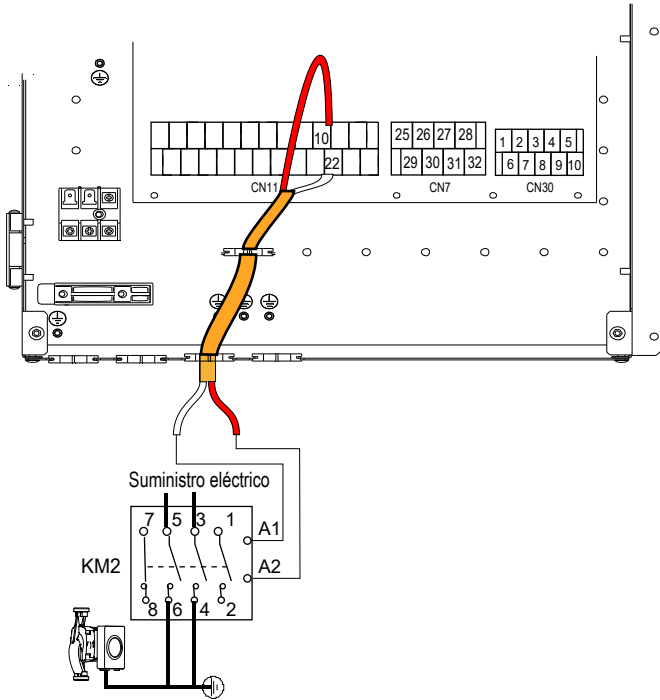 10
25 26 27 28
1 2 3 4 5
22
29 30 31 32
6 7 8 9 10
CN11
CN7
CN30
Suministro eléctrico
7 5 3 1
A1
KM2
A2
8 6 4 2